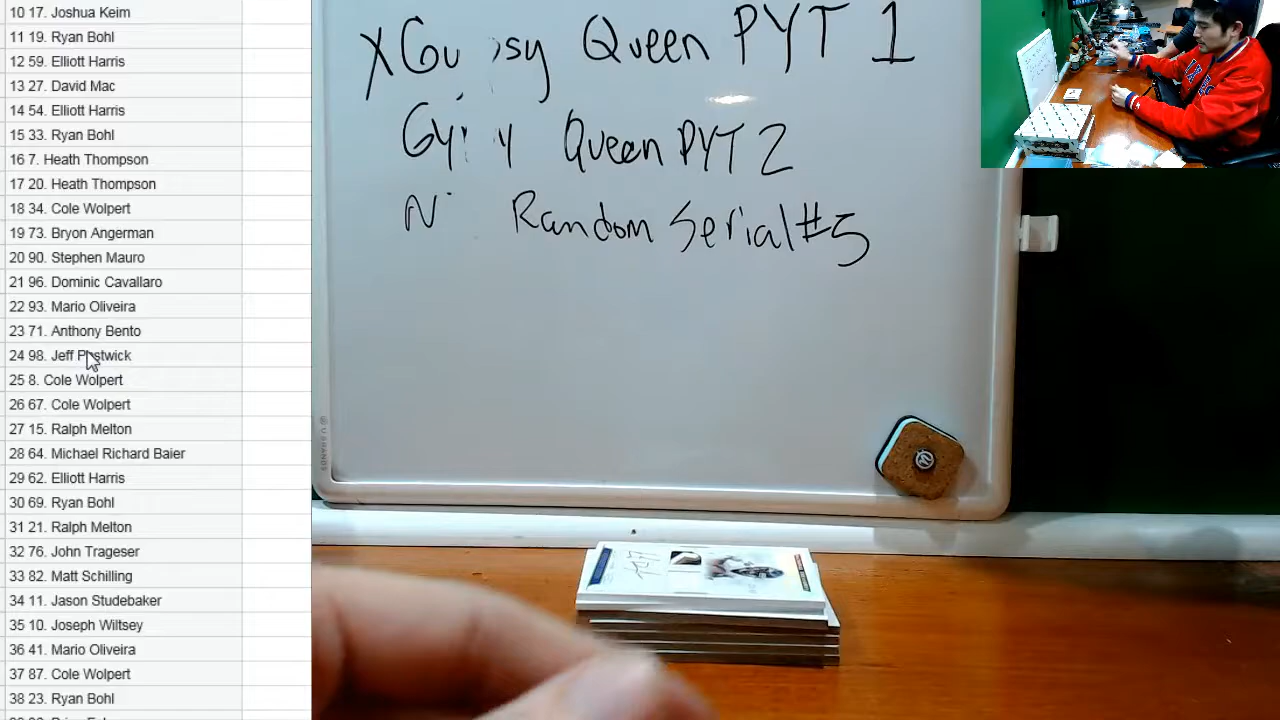 10 17. Joshua Keim
11 19. Ryan Bohl
12 59. Elliott Harris
13 27. David Mac
14 54. Elliott Harris
15 33. Ryan Bohl
16 7. Heath Thompson
17 20. Heath Thompson
18 34. Cole Wolpert
19 73. Bryon Angerman
20 90. Stephen Mauro
21 96. Dominic Cavallaro
22 93. Mario Oliveira
23 71. Anthony Bento
24 98. Jeff
25 8. Cole Wolpert
26 67. Cole Wolpert
27 15. Ralph Melton
28 64. Michael Richard Baier
29 62. Elliott Harris
30 69. Ryan Bohl
31 21. Ralph Melton
32 76. John Trageser
33 82. Matt Schilling
34 11. Jason Studebaker
35 10. Joseph Wiltsey
36 41. Mario Oliveira
37 87. Cole Wolpert
38 23. Ryan Bohl
X Queen PYT 1
Queen PYT 2
Random Serial #5